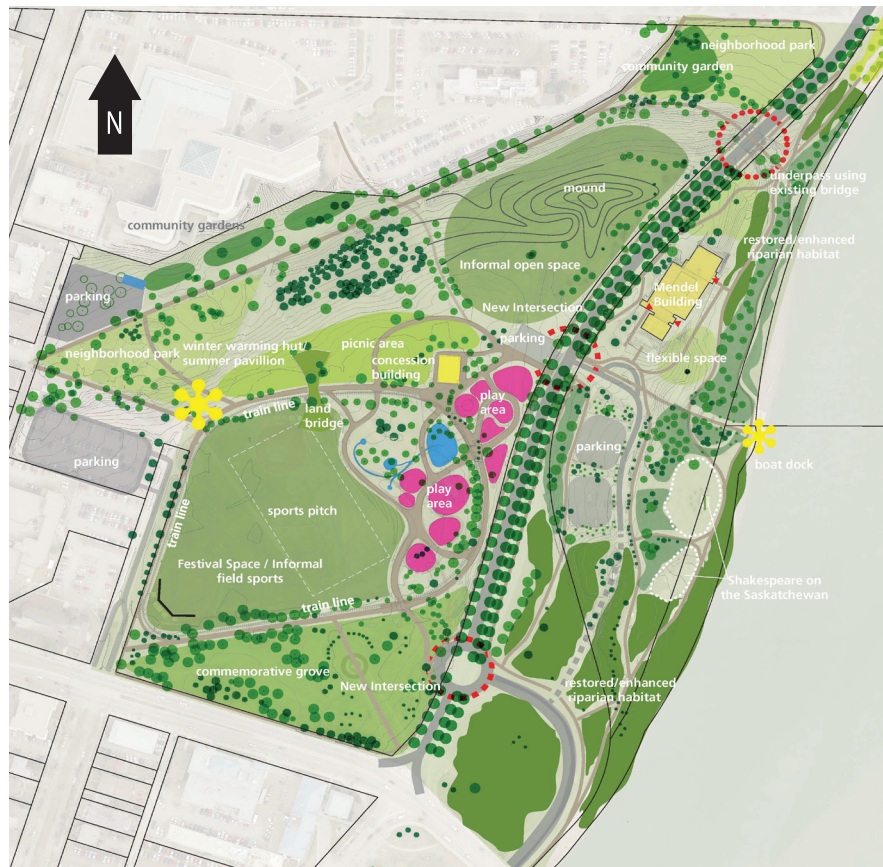 neighborhood park
community garden
N
underpass using
existing bridge
mound
community gardens
restored/enhanced
riparian habitat
Informal open space
Mendel
Building
parking
New Intersection
parking
winter warming hut/
summer pavillion
picnic area
neighborhood park
concession
building
flexible space
play
area
train line
land
bridge
parking
parking
boat dock
play
area
sports pitch
train line
Festival Space / Informal
field sports
Shakespeare on
the Saskatchewan
train line
commemorative grove
New Intersection
restored/enhanced
riparian habitat